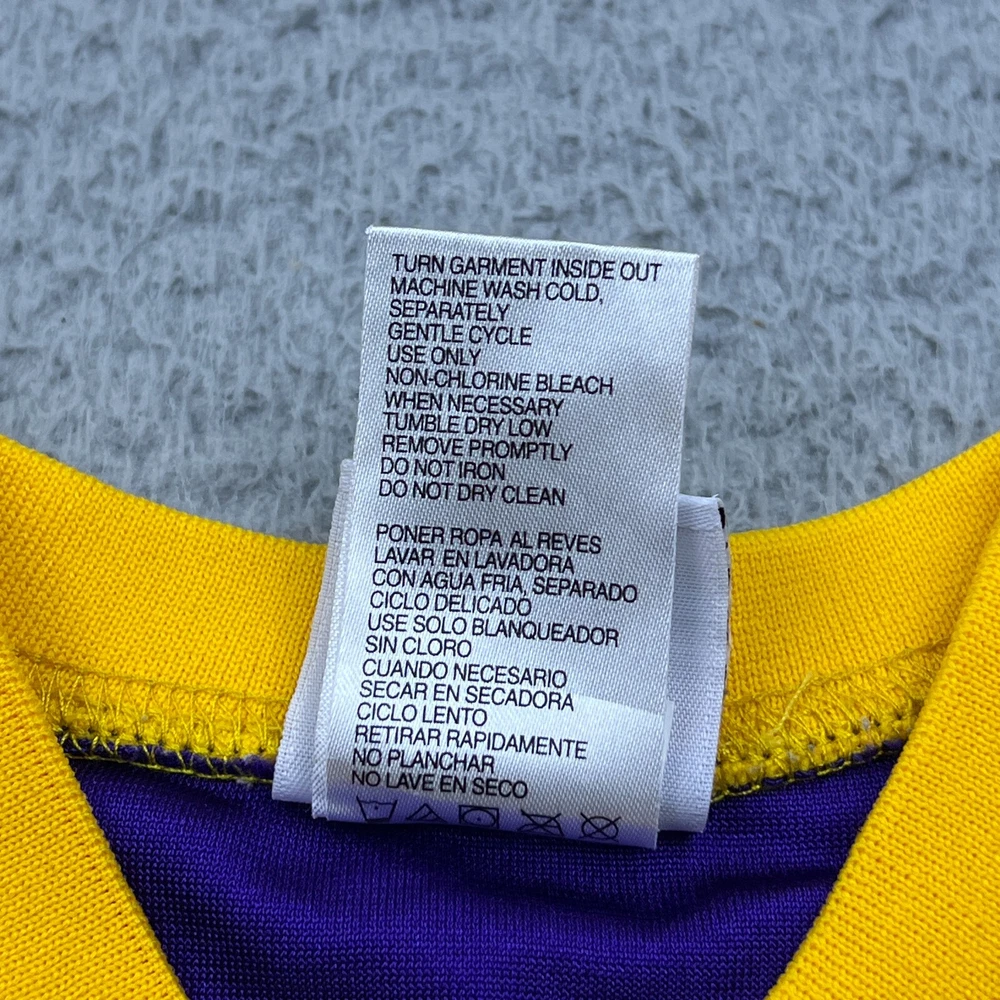 TURN GARMENT INSIDE OUT
MACHINE WASH COLD,
SEPARATELY
GENTLE CYCLE
USE ONLY
NON-CHLORINE BLEACH
WHEN NECESSARY
TUMBLE DRY LOW
REMOVE PROMPTLY
DO NOT IRON
DO NOT DRY CLEAN
PONER ROPA AL REVES
LAVAR EN LAVADORA
CON AGUA FRIA, SEPARADO
CICLO DELICADO
USE SOLO BLANQUEADOR
SIN CLORO
CUANDO NECESARIO
SECAR EN SECADORA
CICLO LENTO
RETIRAR RAPIDAMENTE
NO PLANCHAR
NO LAVE EN SECO